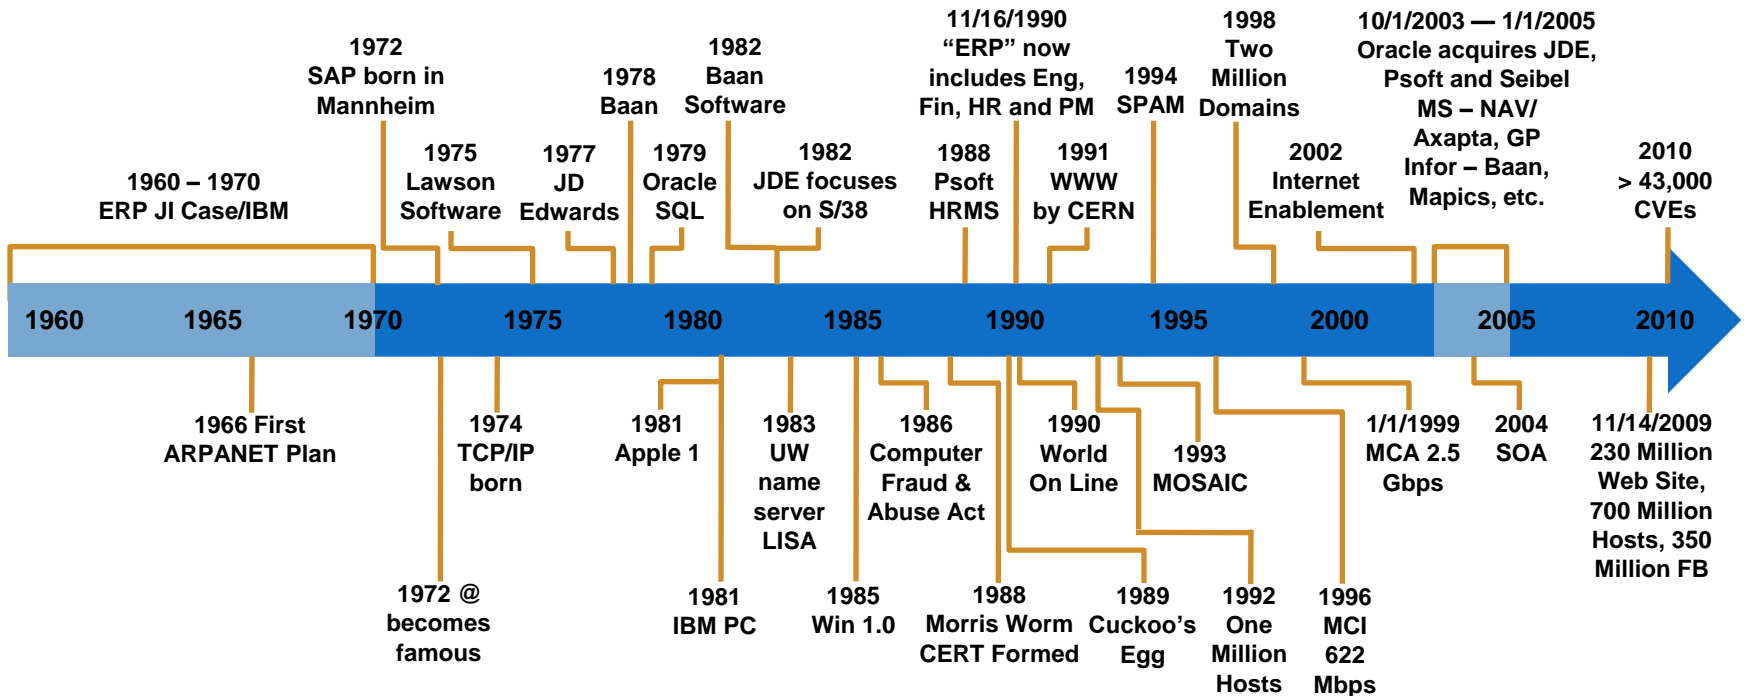 1960 – 1970
ERP JI Case/IBM
1972
SAP born in
Mannheim
1975
Lawson
Software
1977
JD
Edwards
1978
Baan
1979
Oracle
SQL
1982
Baan
Software
1982
JDE focuses
on S/38
11/16/1990
“ERP” now
includes Eng,
Fin, HR and PM
1988
Psoft
HRMS
1991
WWW
by CERN
1994
SPAM
1998
Two
Million
Domains
2002
Internet
Enablement
10/1/2003 — 1/1/2005
Oracle acquires JDE,
Psoft and Seibel
MS – NAV/
Axapta, GP
Infor – Baan,
Mapics, etc.
2010
> 43,000
CVEs
1960 1965 1970 1975 1980 1985 1990 1995 2000 2005 2010
1966 First
ARPANET Plan
1972 @
becomes
famous
1974
TCP/IP
born
1981
Apple 1
1981
IBM PC
1983
UW
name
server
LISA
1985
Win 1.0
1986
Computer
Fraud &
Abuse Act
1988
Morris Worm
CERT Formed
1990
World
On Line
1989
Cuckoo’s
Egg
1993
MOSAIC
1992
One
Million
Hosts
1996
MCI
622
Mbps
1/1/1999
MCA 2.5
Gbps
2004
SOA
11/14/2009
230 Million
Web Site,
700 Million
Hosts, 350
Million FB